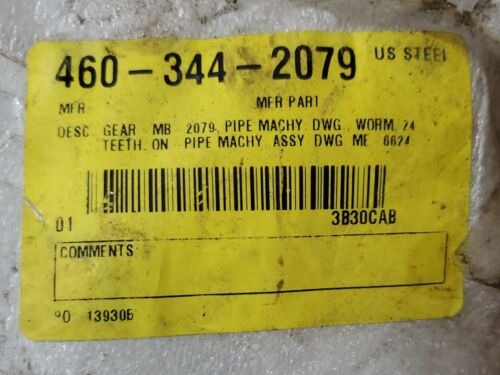 460-344-2079 US STEEL
MFR MFR PART
DESC GEAR MB 2079, PIPE MACHY. DWG., WORM, 24
TEETH, ON PIPE MACHY. ASSY DWG ME 6624
01 3B30CAB
COMMENTS
PO 139305